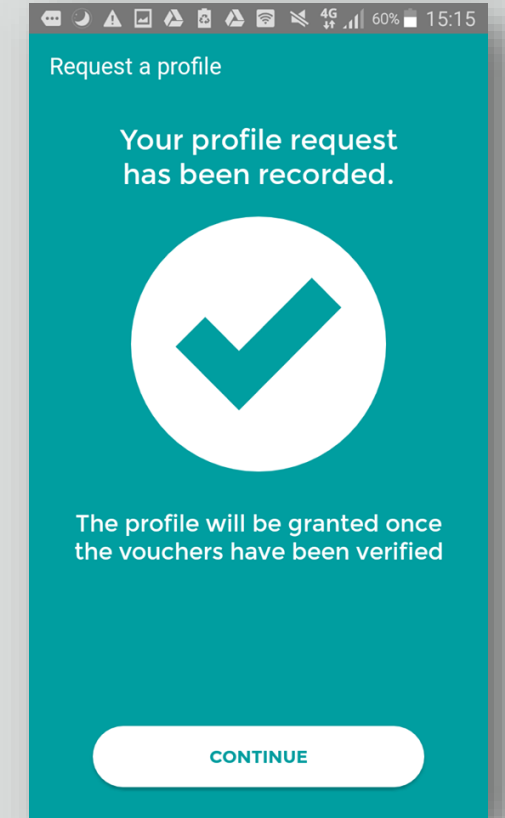 4G 60% 15:15
Request a profile
Your profile request
has been recorded.
The profile will be granted once
the vouchers have been verified
CONTINUE